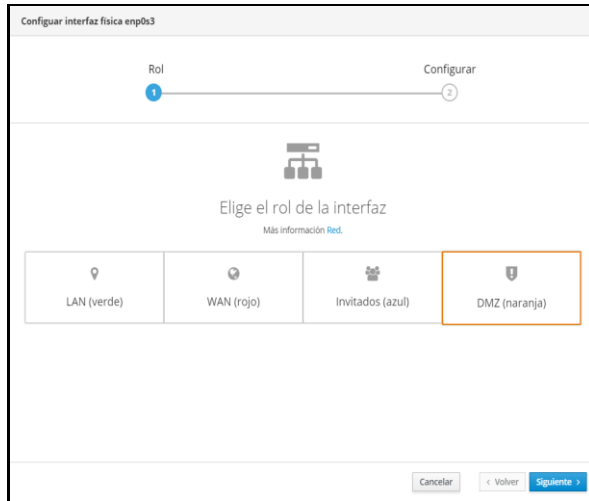 Configuar interfaz física enp0s3
Rol
Configurar
1
2
Elige el rol de la interfaz
Más información Red.
LAN (verde)
WAN (rojo)
Invitados (azul)
DMZ (naranja)
Cancelar
< Volver
Siguiente >